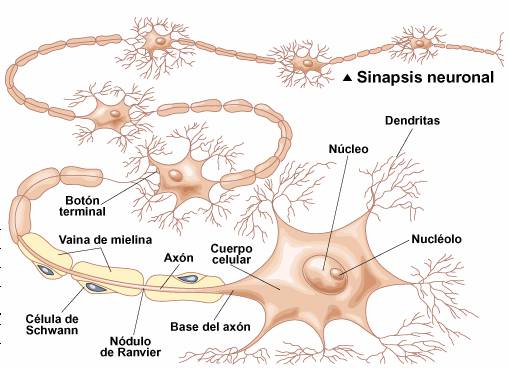 ▲ Sinapsis neuronal
Dendritas
Núcleo
Botón
terminal
Vaina de mielina
Axón
Cuerpo
celular
Nucléolo
Célula de
Schwann
Nódulo
de Ranvier
Base del axón